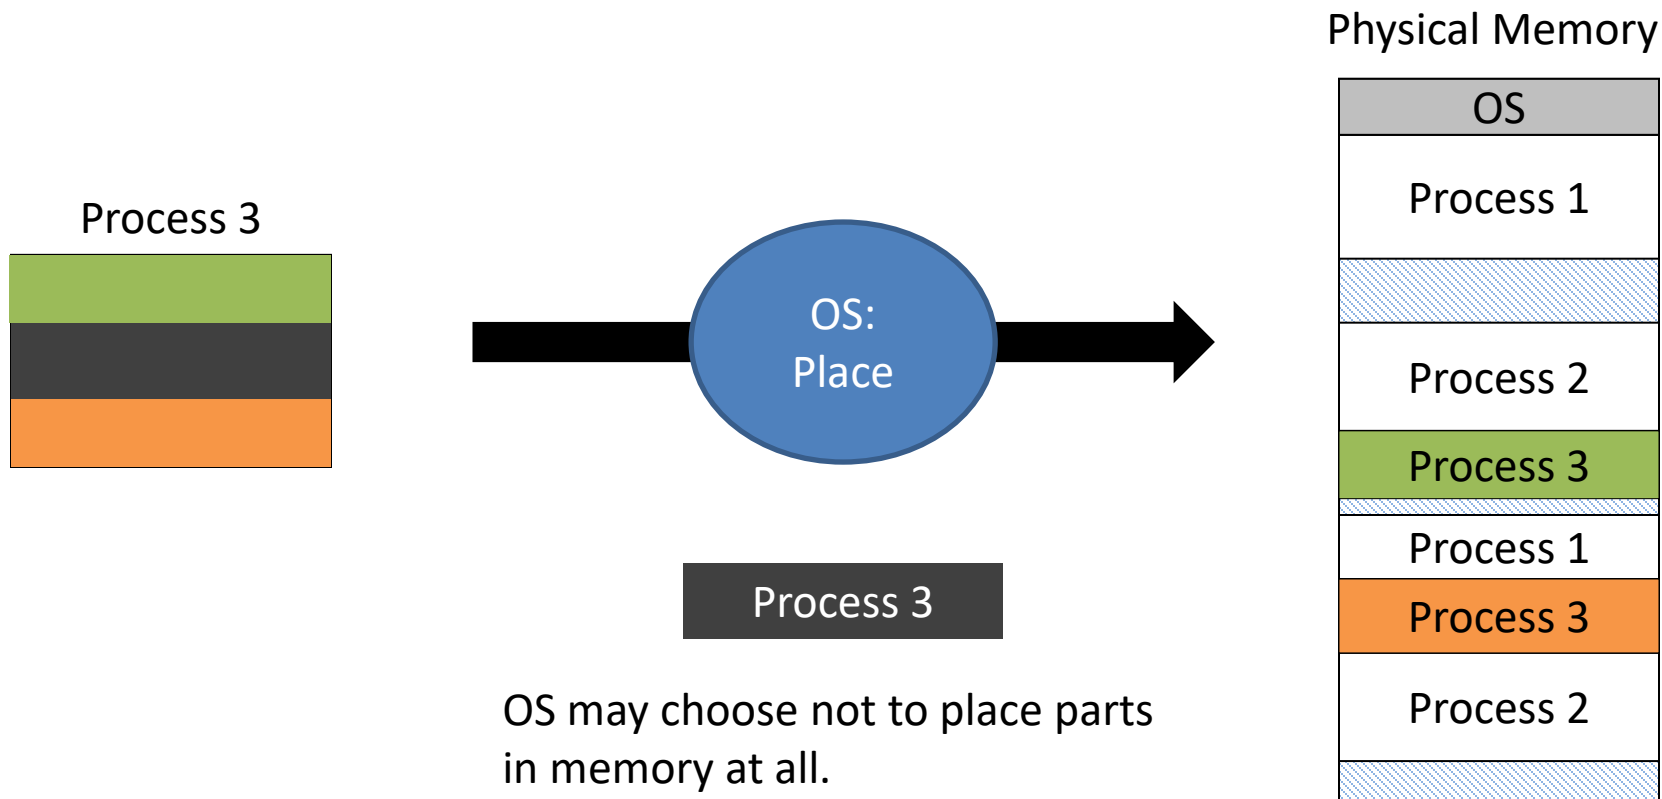 Physical Memory
OS
Process 1
Process 3
OS:
Place
Process 2
Process 3
Process 1
Process 3
Process 3
OS may choose not to place parts
in memory at all.
Process 2